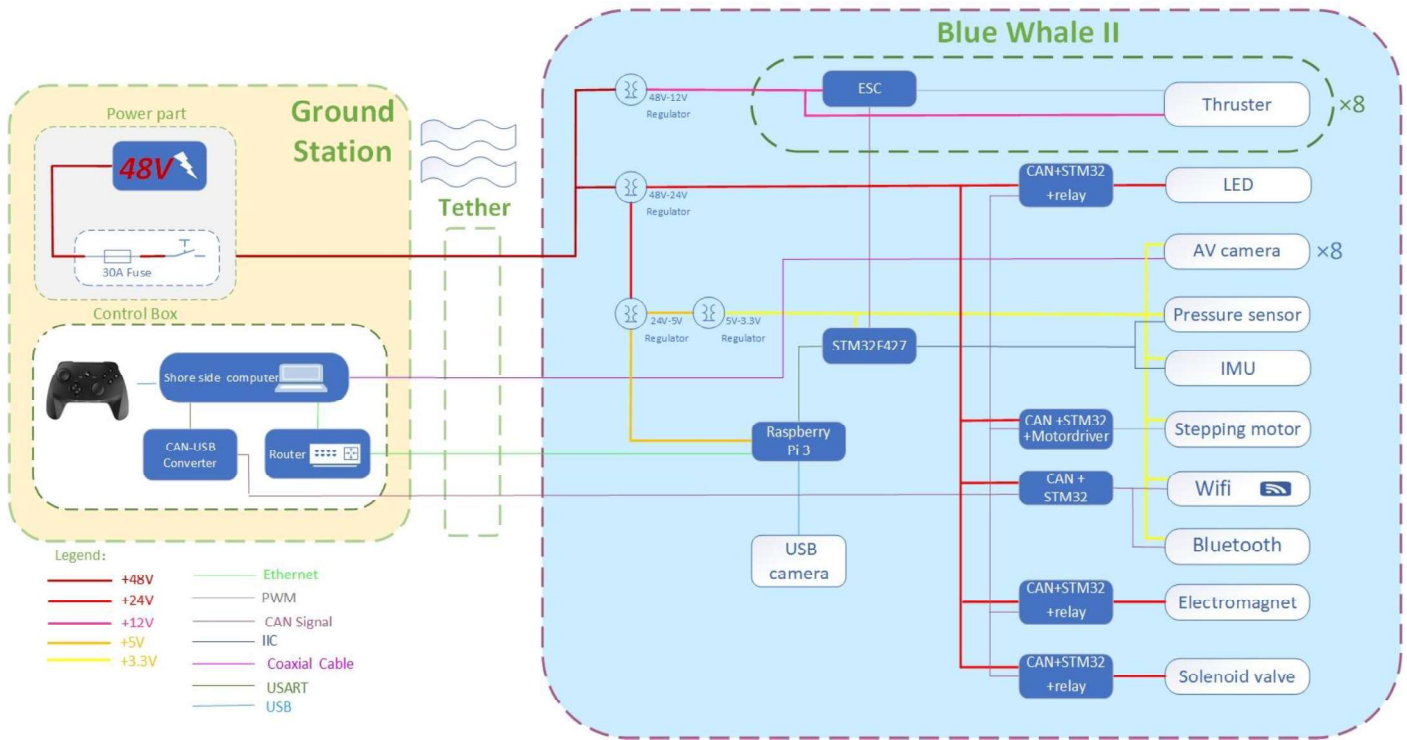 Blue Whale II
Ground
Station
Power part
48V
30A Fuse
Control Box
Shore side computer
CAN-USB
Converter
Router
Tether
48V-12V
Regulator
ESC
Thruster
×8
48V-24V
Regulator
CAN+STM32
+relay
LED
AV camera
×8
24V-5V
Regulator
5V-3.3V
Regulator
STM32F427
Pressure sensor
IMU
Raspberry
Pi 3
CAN +STM32
+Motordriver
Stepping motor
CAN +
STM32
Wifi
USB
camera
Bluetooth
CAN+STM32
+relay
Electromagnet
CAN+STM32
+relay
Solenoid valve
Legend:
+48V
+24V
+12V
+5V
+3.3V
Ethernet
PWM
CAN Signal
IIC
Coaxial Cable
USART
USB